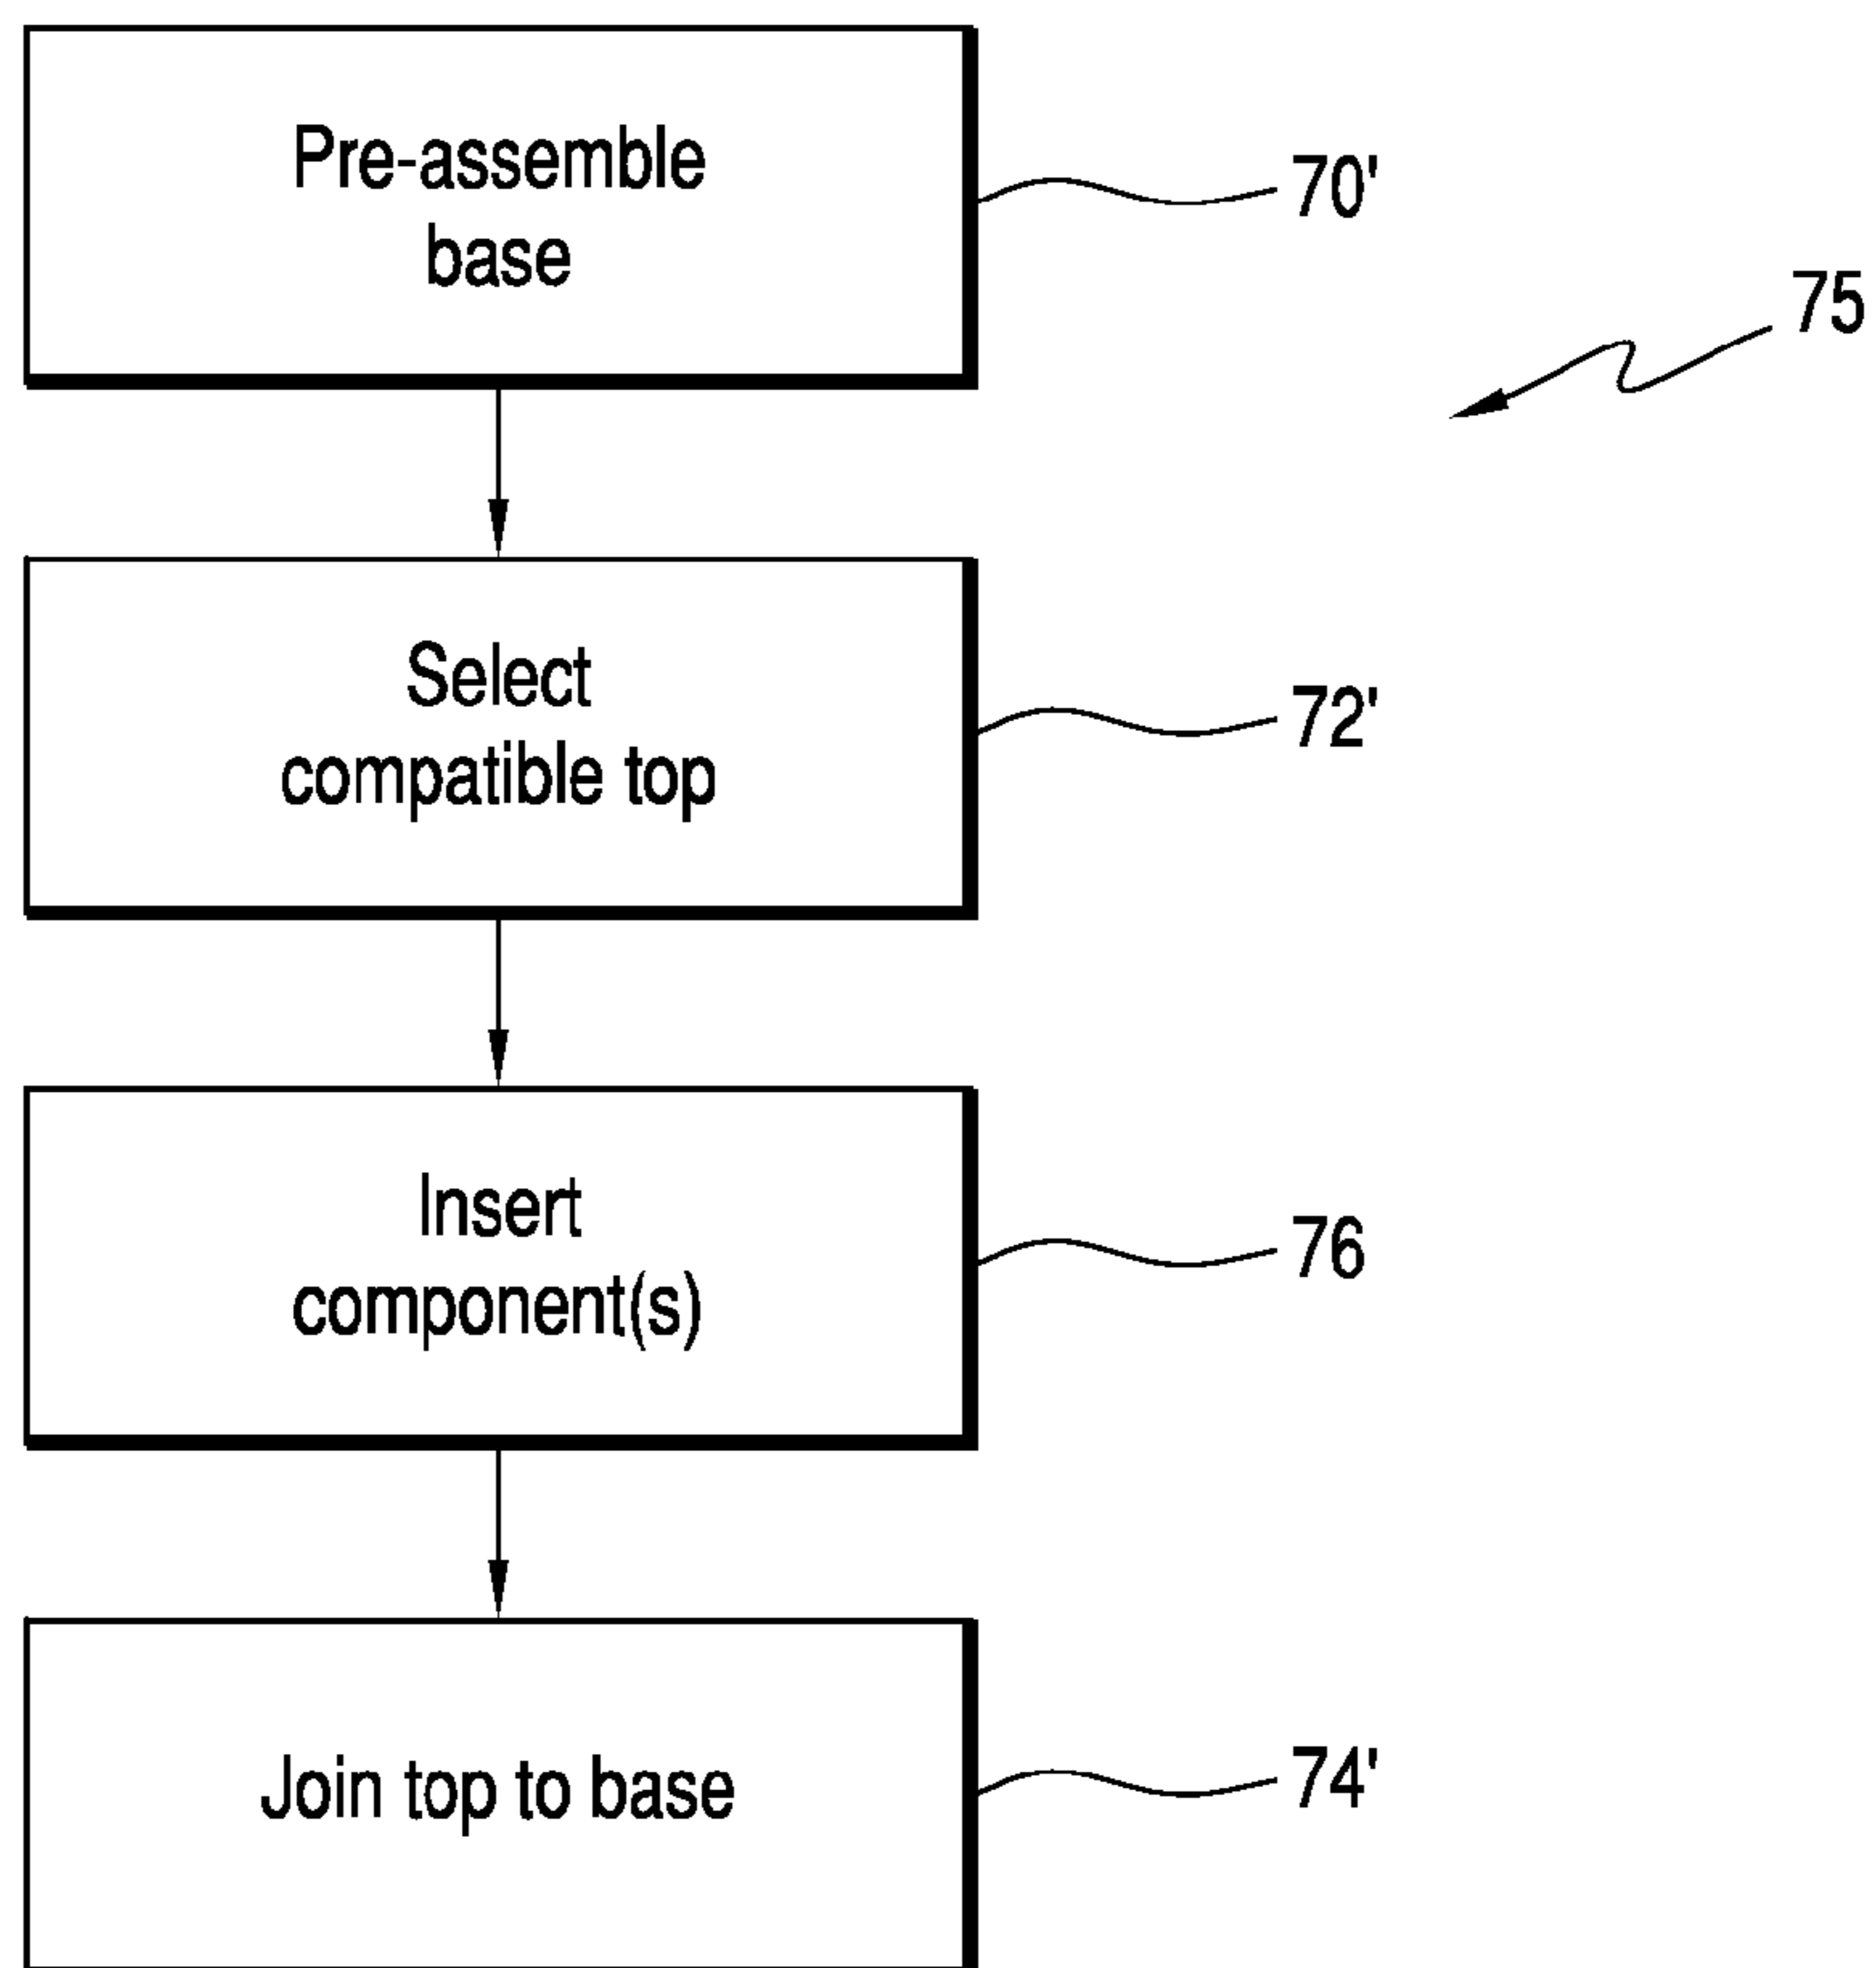 Pre-assemble
base
70'
75
Select
compatible top
72'
Insert
component(s)
76
Join top to base
74'